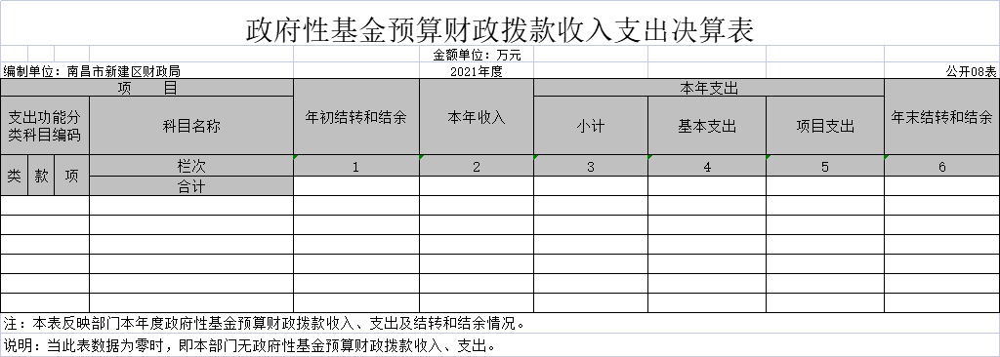 政府性基金预算财政拨款收入支出决算表
金额单位：万元
编制单位：南昌市新建区财政局 2021年度 公开08表
项 目 年初结转和结余 本年收入 本年支出 年末结转和结余
支出功能分类科目编码 科目名称 小计 基本支出 项目支出
类 款 项 栏次 1 2 3 4 5 6
合计
注：本表反映部门本年度政府性基金预算财政拨款收入、支出及结转和结余情况。
说明：当此表数据为零时，即本部门无政府性基金预算财政拨款收入、支出。